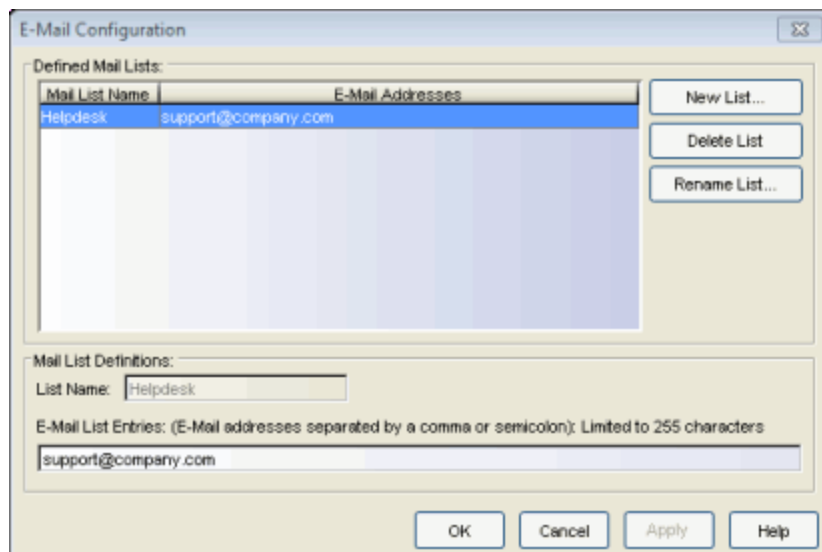 E-Mail Configuration
Defined Mail Lists:
Mail List Name E-Mail Addresses
Helpdesk support@company.com
New List...
Delete List
Rename List...
Mail List Definitions:
List Name: Helpdesk
E-Mail List Entries: (E-Mail addresses separated by a comma or semicolon): Limited to 255 characters
support@company.com
OK Cancel Apply Help